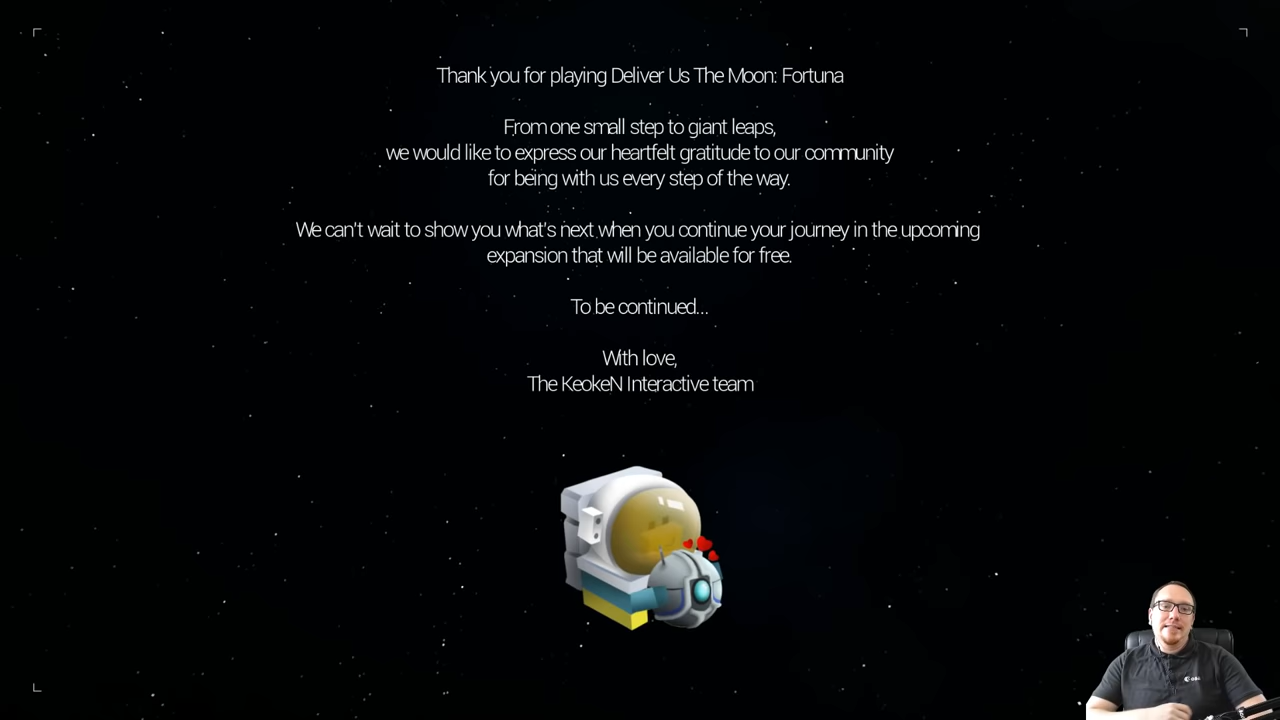 Thank you for playing Deliver Us The Moon: Fortuna
From one small step to giant leaps,
we would like to express our heartfelt gratitude to our community
for being with us every step of the way.
We can't wait to show you what's next when you continue your journey in the upcoming
expansion that will be available for free.
To be continued...
With love,
The KeokeN Interactive team